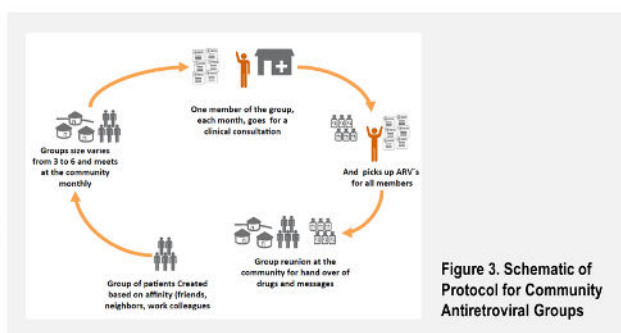 One member of the group,
each month, goes for a
clinical consultation
Groups size varies
from 3 to 6 and meets
at the community
monthly
And picks up ARV's
for all members
Group reunion at the
community for hand over of
drugs and messages
Group of patients Created
based on affinity (friends,
neighbors, work colleagues
Figure 3. Schematic of
Protocol for Community
Antiretroviral Groups